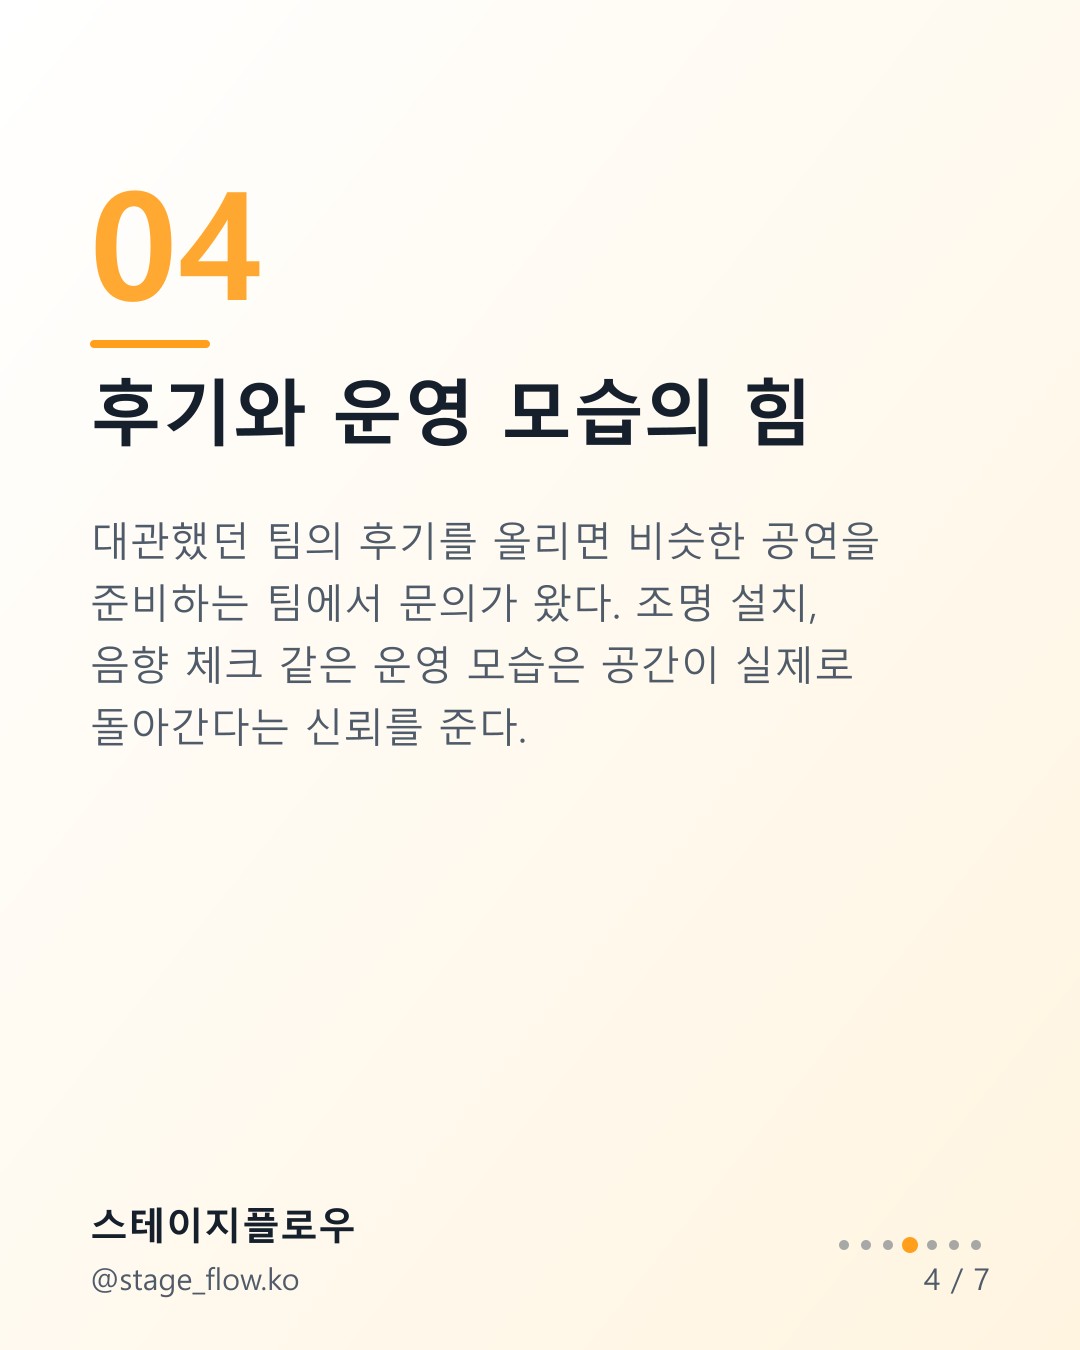 04
후기와 운영 모습의 힘
대관했던 팀의 후기를 올리면 비슷한 공연을
준비하는 팀에서 문의가 왔다. 조명 설치,
음향 체크 같은 운영 모습은 공간이 실제로
돌아간다는 신뢰를 준다.
스테이지플로우
@stage_flow.ko
4 / 7